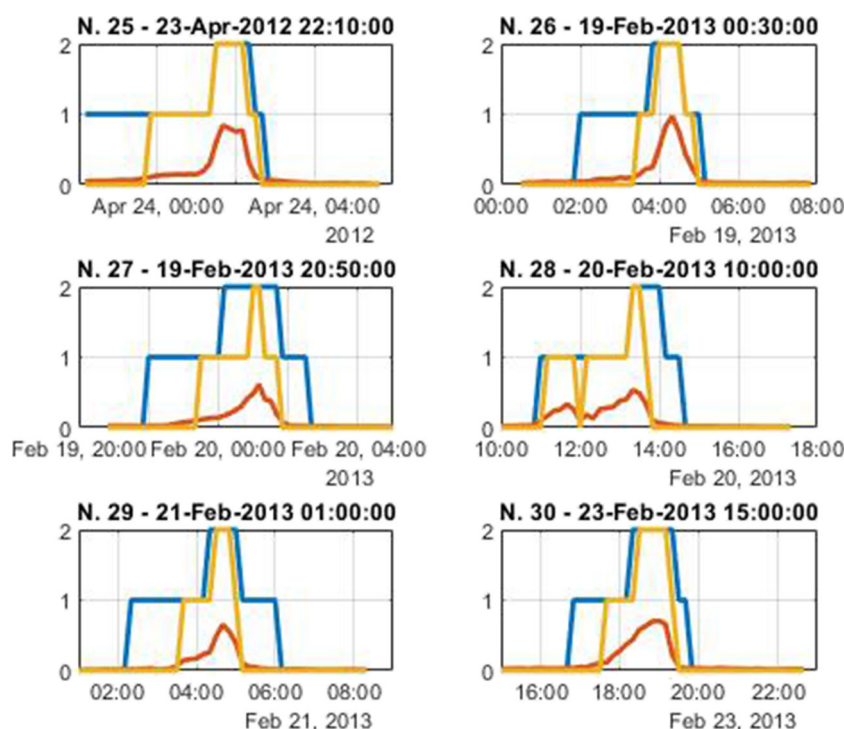 N. 25 - 23-Apr-2012 22:10:00
2
1
0
Apr 24, 00:00 Apr 24, 04:00
2012
N. 26 - 19-Feb-2013 00:30:00
2
1
0
00:00 02:00 04:00 06:00 08:00
Feb 19, 2013
N. 27 - 19-Feb-2013 20:50:00
2
1
0
Feb 19, 20:00 Feb 20, 00:00 Feb 20, 04:00
2013
N. 28 - 20-Feb-2013 10:00:00
2
1
0
10:00 12:00 14:00 16:00 18:00
Feb 20, 2013
N. 29 - 21-Feb-2013 01:00:00
2
1
0
02:00 04:00 06:00 08:00
Feb 21, 2013
N. 30 - 23-Feb-2013 15:00:00
2
1
0
16:00 18:00 20:00 22:00
Feb 23, 2013